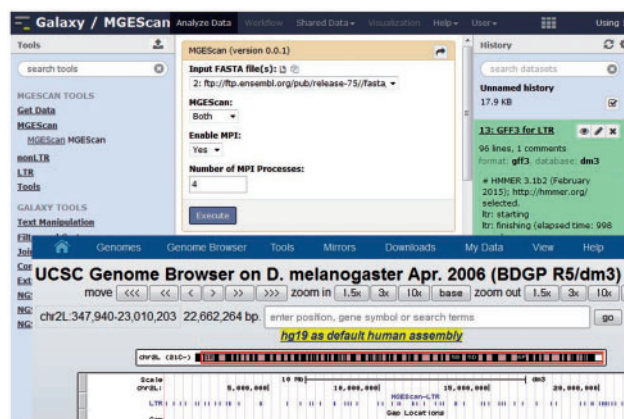 Galaxy / MGEScan
Analyze Data Workflow Shared Data Visualization Help User Using
Tools
search tools
MGESCAN TOOLS
Get Data
MGEScan
MGEScan MGEScan
nonLTR
LTR
Tools
GALAXY TOOLS
Text Manipulation
MGEScan (version 0.0.1)
Input FASTA file(s):
2: ftp://ftp.ensembl.org/pub/release-75//fasta_
MGEScan:
Both
Enable MPI:
Yes
Number of MPI Processes:
4
Execute
History
search datasets
Unnamed history
17.9 KB
13: GFF3 for LTR
96 lines, 1 comments
format: gff3, database: dm3
# HMMER 3.1b2 (February
2015); http://hmmer.org/
selected.
ltr: starting
ltr: finishing (elapsed time: 998
Genomes Genome Browser Tools Mirrors Downloads My Data View Help
UCSC Genome Browser on D. melanogaster Apr. 2006 (BDGP R5/dm3)
move <<< << < > >> >>> zoom in 1.5x 3x 10x base zoom out 1.5x 3x 10x
chr2L:347,940-23,010,203 22,662,264 bp. enter position, gene symbol or search terms go
hg19 as default human assembly
Scale 10 Mb dm3
chr2L: 5,000,000 10,000,000 15,000,000 20,000,000
MGEScan-LTR
LTR
Gap Locations